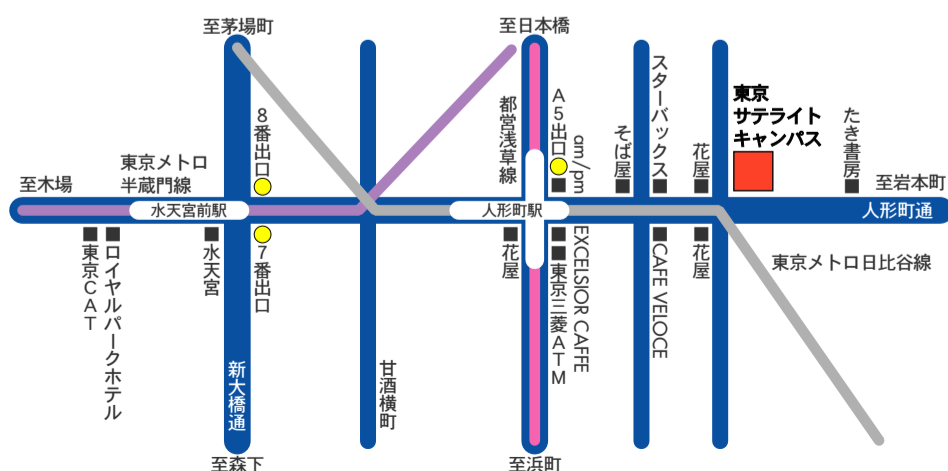 至茅場町
至日本橋
8番出口
東京メトロ
半蔵門線
都営浅草線
A5出口
am/pm
そば屋
スターバックス
花屋
東京
サテライト
キャンパス
たき書房
至木場
至岩本町
水天宮前駅
人形町駅
人形町通
東京CAT
ロイヤルパークホテル
水天宮
7番出口
花屋
東京三菱ATM
EXCELSIOR CAFFE
CAFE VELOCE
花屋
東京メトロ日比谷線
新大橋通
甘酒横町
至森下
至浜町